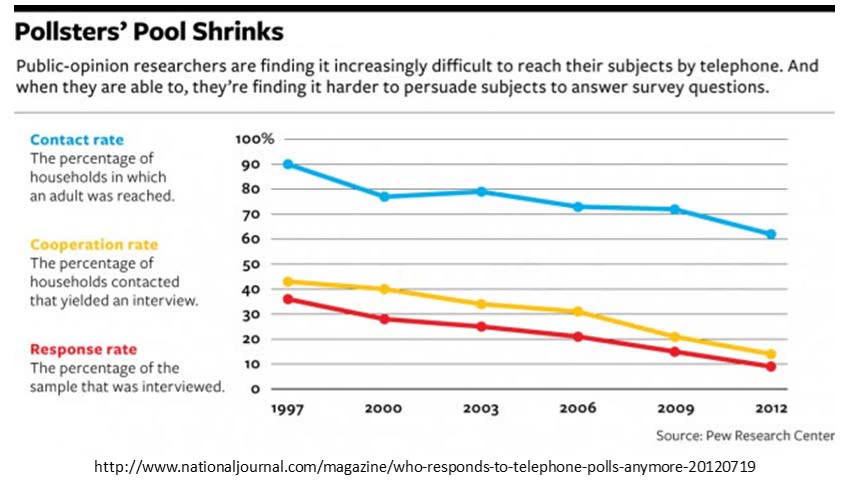 Pollsters' Pool Shrinks
Public-opinion researchers are finding it increasingly difficult to reach their subjects by telephone. And
when they are able to, they're finding it harder to persuade subjects to answer survey questions.
Contact rate
The percentage of
households in which
an adult was reached.
Cooperation rate
The percentage of
households contacted
that yielded an interview.
Response rate
The percentage of the
sample that was interviewed.
100%
90
80
70
60
50
40
30
20
10
0
1997 2000 2003 2006 2009 2012
Source: Pew Research Center
http://www.nationaljournal.com/magazine/who-responds-to-telephone-polls-anymore-20120719